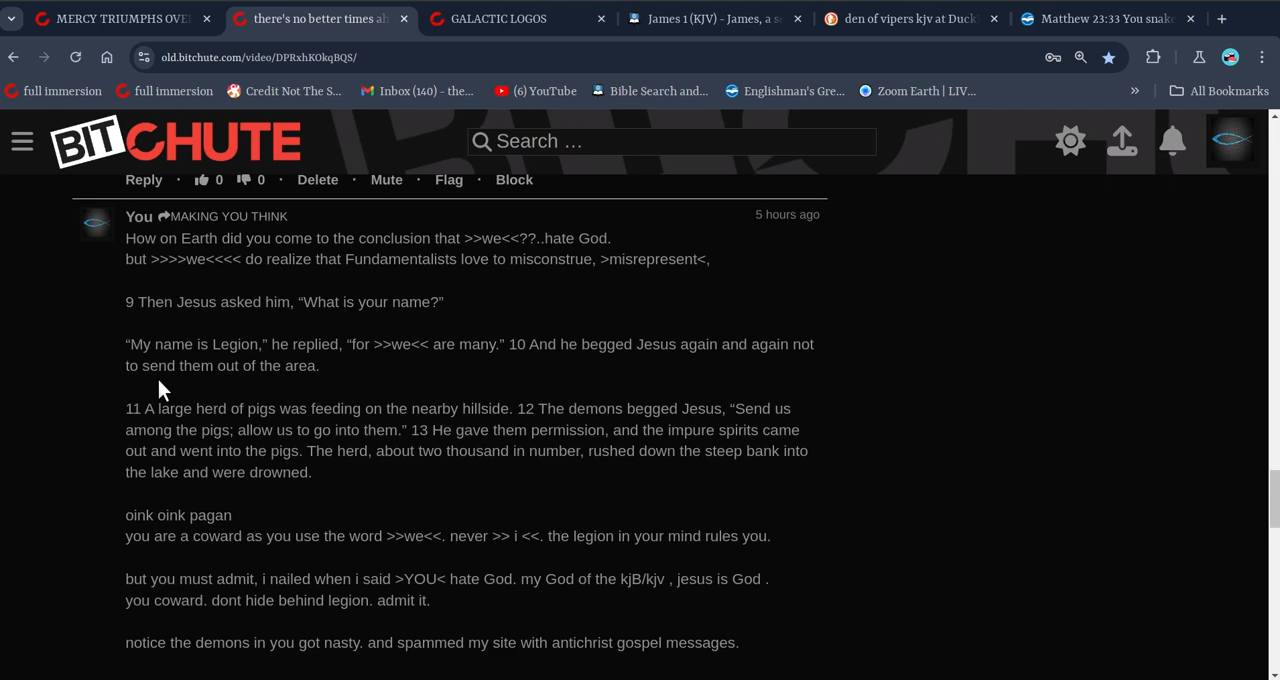 MERCY TRIUMPHS OVE
there's no better times ah
GALACTIC LOGOS
James 1 (KJV) - James, a se
den of vipers kjv at Duck
Matthew 23:33 You snake
old.bitchute.com/video/DPRxhKOkqBQS/
full immersion
full immersion
Credit Not The S...
Inbox (140) - the...
(6) YouTube
Bible Search and...
Englishman's Gre...
Zoom Earth | LIV...
All Bookmarks
BITCHUTE
Search ...
Reply · 0 0 · Delete · Mute · Flag · Block
You MAKING YOU THINK 5 hours ago
How on Earth did you come to the conclusion that >>we<<??..hate God.
but >>>>we<<<< do realize that Fundamentalists love to misconstrue, >misrepresent<,
9 Then Jesus asked him, “What is your name?”
“My name is Legion,” he replied, “for >>we<< are many.” 10 And he begged Jesus again and again not
to send them out of the area.
11 A large herd of pigs was feeding on the nearby hillside. 12 The demons begged Jesus, “Send us
among the pigs; allow us to go into them.” 13 He gave them permission, and the impure spirits came
out and went into the pigs. The herd, about two thousand in number, rushed down the steep bank into
the lake and were drowned.
oink oink pagan
you are a coward as you use the word >>we<<. never >> i <<. the legion in your mind rules you.
but you must admit, i nailed when i said >YOU< hate God. my God of the kjB/kjv , jesus is God .
you coward. dont hide behind legion. admit it.
notice the demons in you got nasty. and spammed my site with antichrist gospel messages.